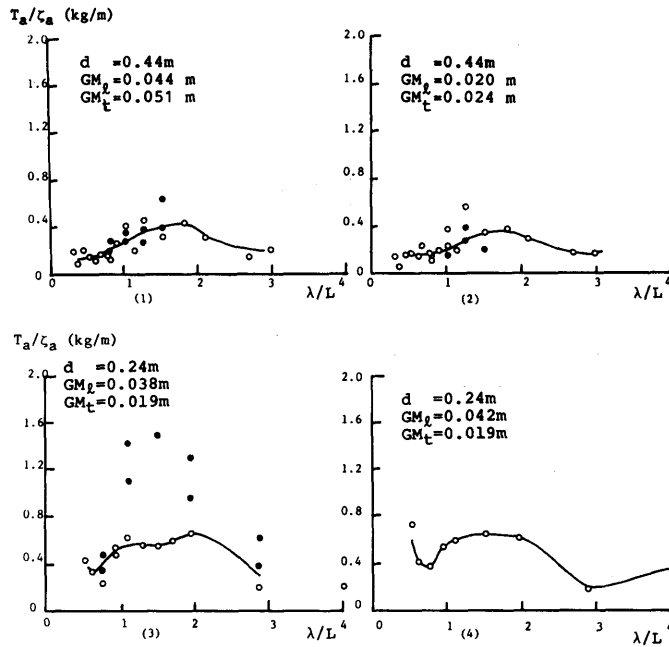 Ta/ζa (kg/m)
2.0
1.6
1.2
0.8
0.4
0
d =0.44m
GMℓ=0.044 m
GMt=0.051 m
1
2
3
4
(1)
λ/L
2.0
1.6
1.2
0.8
0.4
0
d =0.44m
GMℓ=0.020 m
GMt=0.024 m
1
2
3
4
(2)
λ/L
Ta/ζa (kg/m)
2.0
1.6
1.2
0.8
0.4
0
d =0.24m
GMℓ=0.038m
GMt=0.019m
1
2
3
4
(3)
λ/L
2.0
1.6
1.2
0.8
0.4
0
d =0.24m
GMℓ=0.042m
GMt=0.019m
1
2
3
4
(4)
λ/L